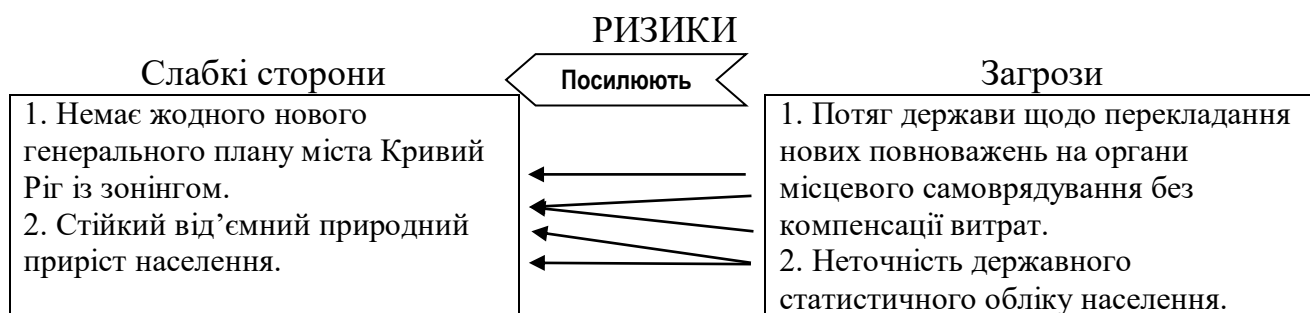 РИЗИКИ
Слабкі сторони
Посилюють
Загрози
1. Немає жодного нового
генерального плану міста Кривий
Ріг із зонінгом.
2. Стійкий від’ємний природний
приріст населення.
1. Потяг держави щодо перекладання
нових повноважень на органи
місцевого самоврядування без
компенсації витрат.
2. Неточність державного
статистичного обліку населення.